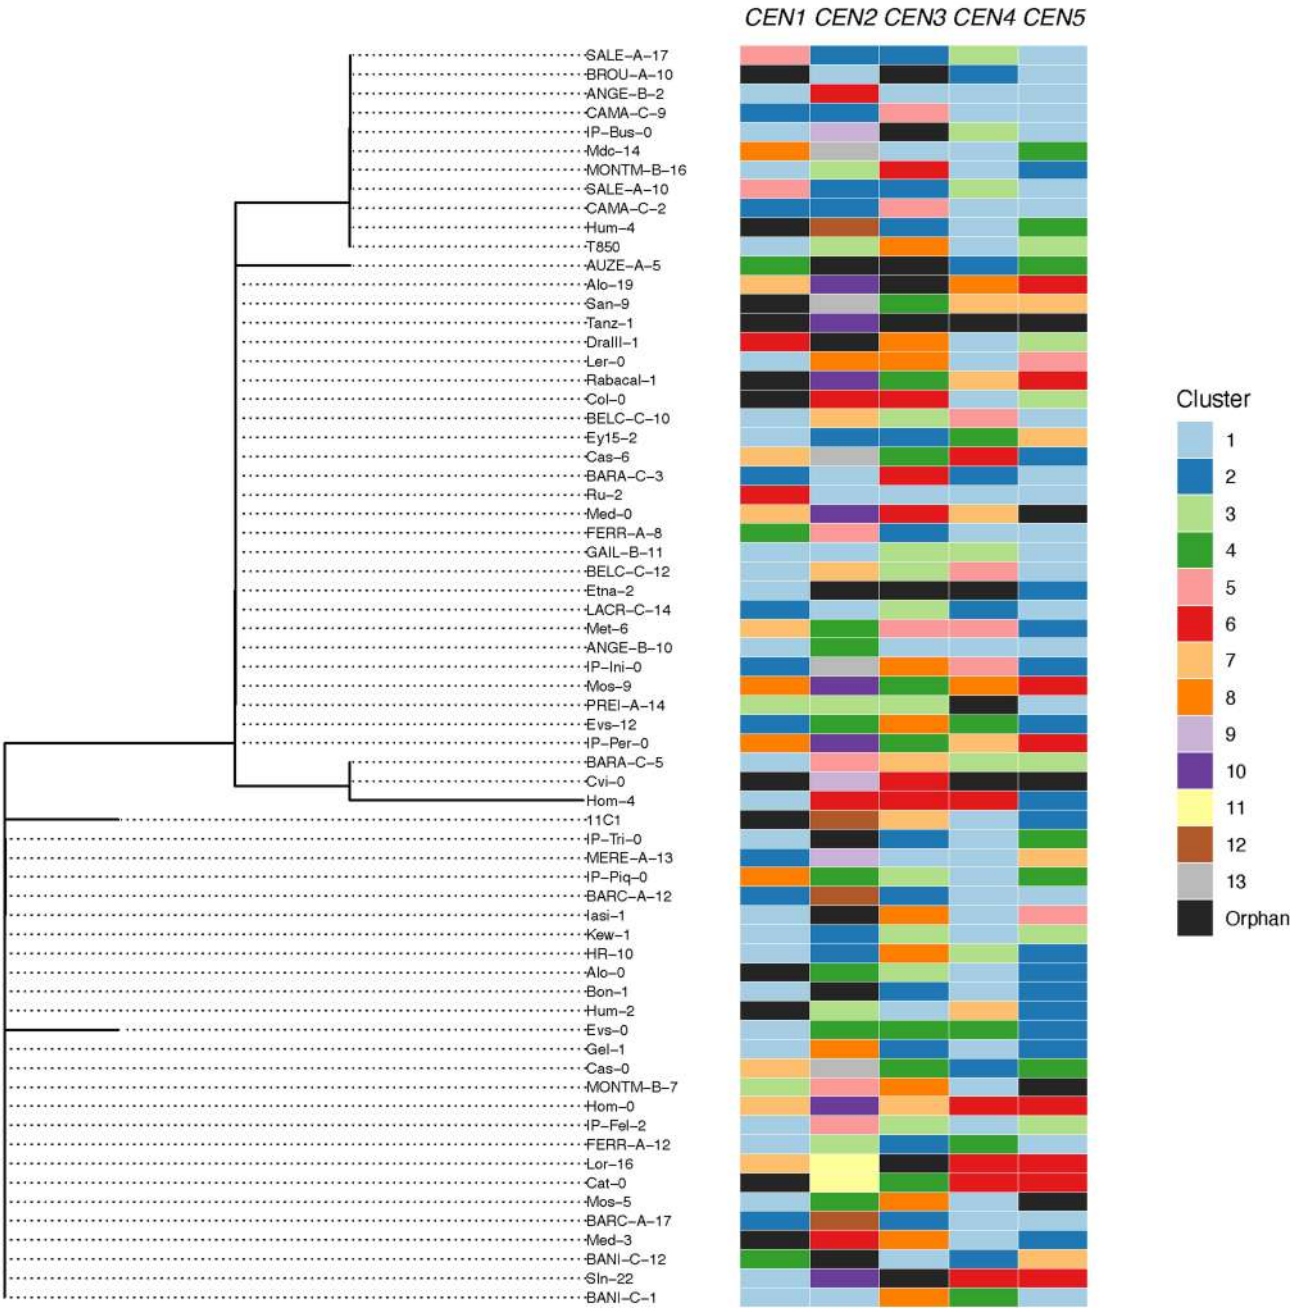 CEN1 CEN2 CEN3 CEN4 CEN5
SALE-A-17
BROU-A-10
ANGE-B-2
CAMA-C-9
IP-Bus-0
Mdc-14
MONTM-B-16
SALE-A-10
CAMA-C-2
Hum-4
T850
AUZE-A-5
Alo-19
San-9
Tanz-1
DraIII-1
Ler-0
Rabacal-1
Col-0
BELC-C-10
Ey15-2
Cas-6
BARA-C-3
Ru-2
Med-0
FERR-A-8
GAIL-B-11
BELC-C-12
Etna-2
LACR-C-14
Met-6
ANGE-B-10
IP-Ini-0
Mos-9
PREI-A-14
Evs-12
IP-Per-0
BARA-C-5
Cvi-0
Hom-4
11C1
IP-Tri-0
MERE-A-13
IP-Piq-0
BARC-A-12
Iasi-1
Kew-1
HR-10
Alo-0
Bon-1
Hum-2
Evs-0
Gel-1
Cas-0
MONTM-B-7
Hom-0
IP-Fel-2
FERR-A-12
Lor-16
Cat-0
Mos-5
BARC-A-17
Med-3
BANI-C-12
Sln-22
BANI-C-1
Cluster
1
2
3
4
5
6
7
8
9
10
11
12
13
Orphan